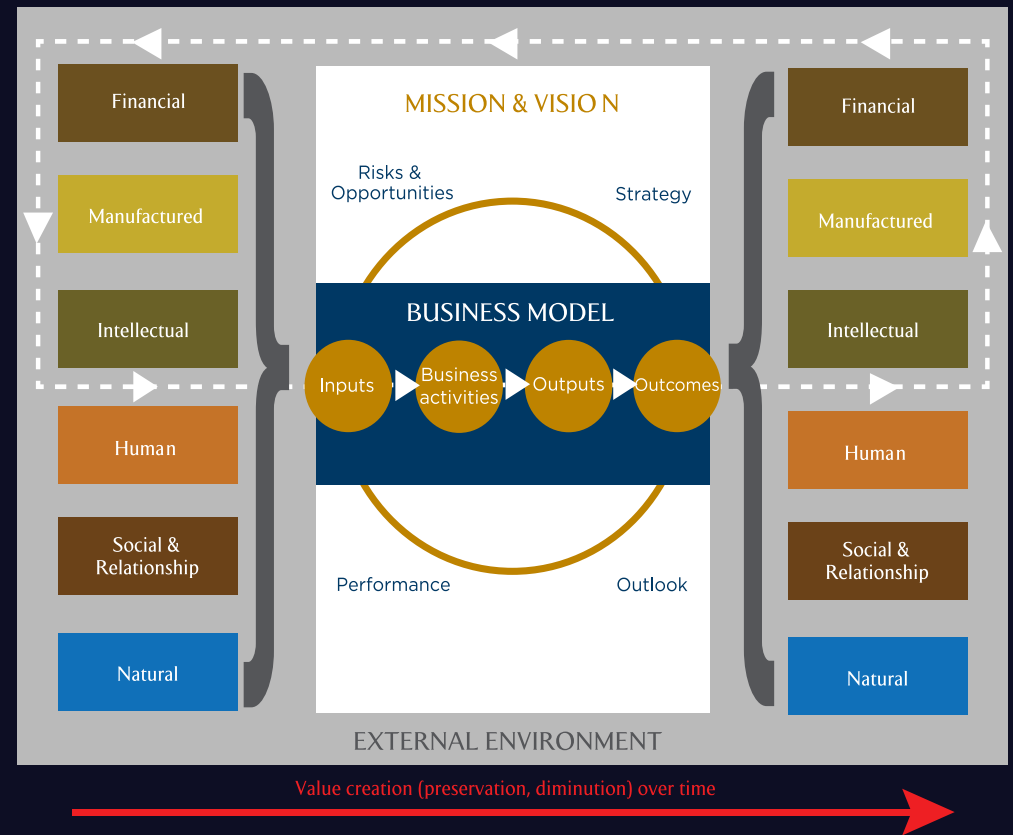 Financial
Manufactured
Intellectual
Human
Social &
Relationship
Natural
MISSION & VISION
Risks &
Opportunities
Strategy
BUSINESS MODEL
Inputs
Business
activities
Outputs
Outcomes
Performance
Outlook
Financial
Manufactured
Intellectual
Human
Social &
Relationship
Natural
EXTERNAL ENVIRONMENT
Value creation (preservation, diminution) over time